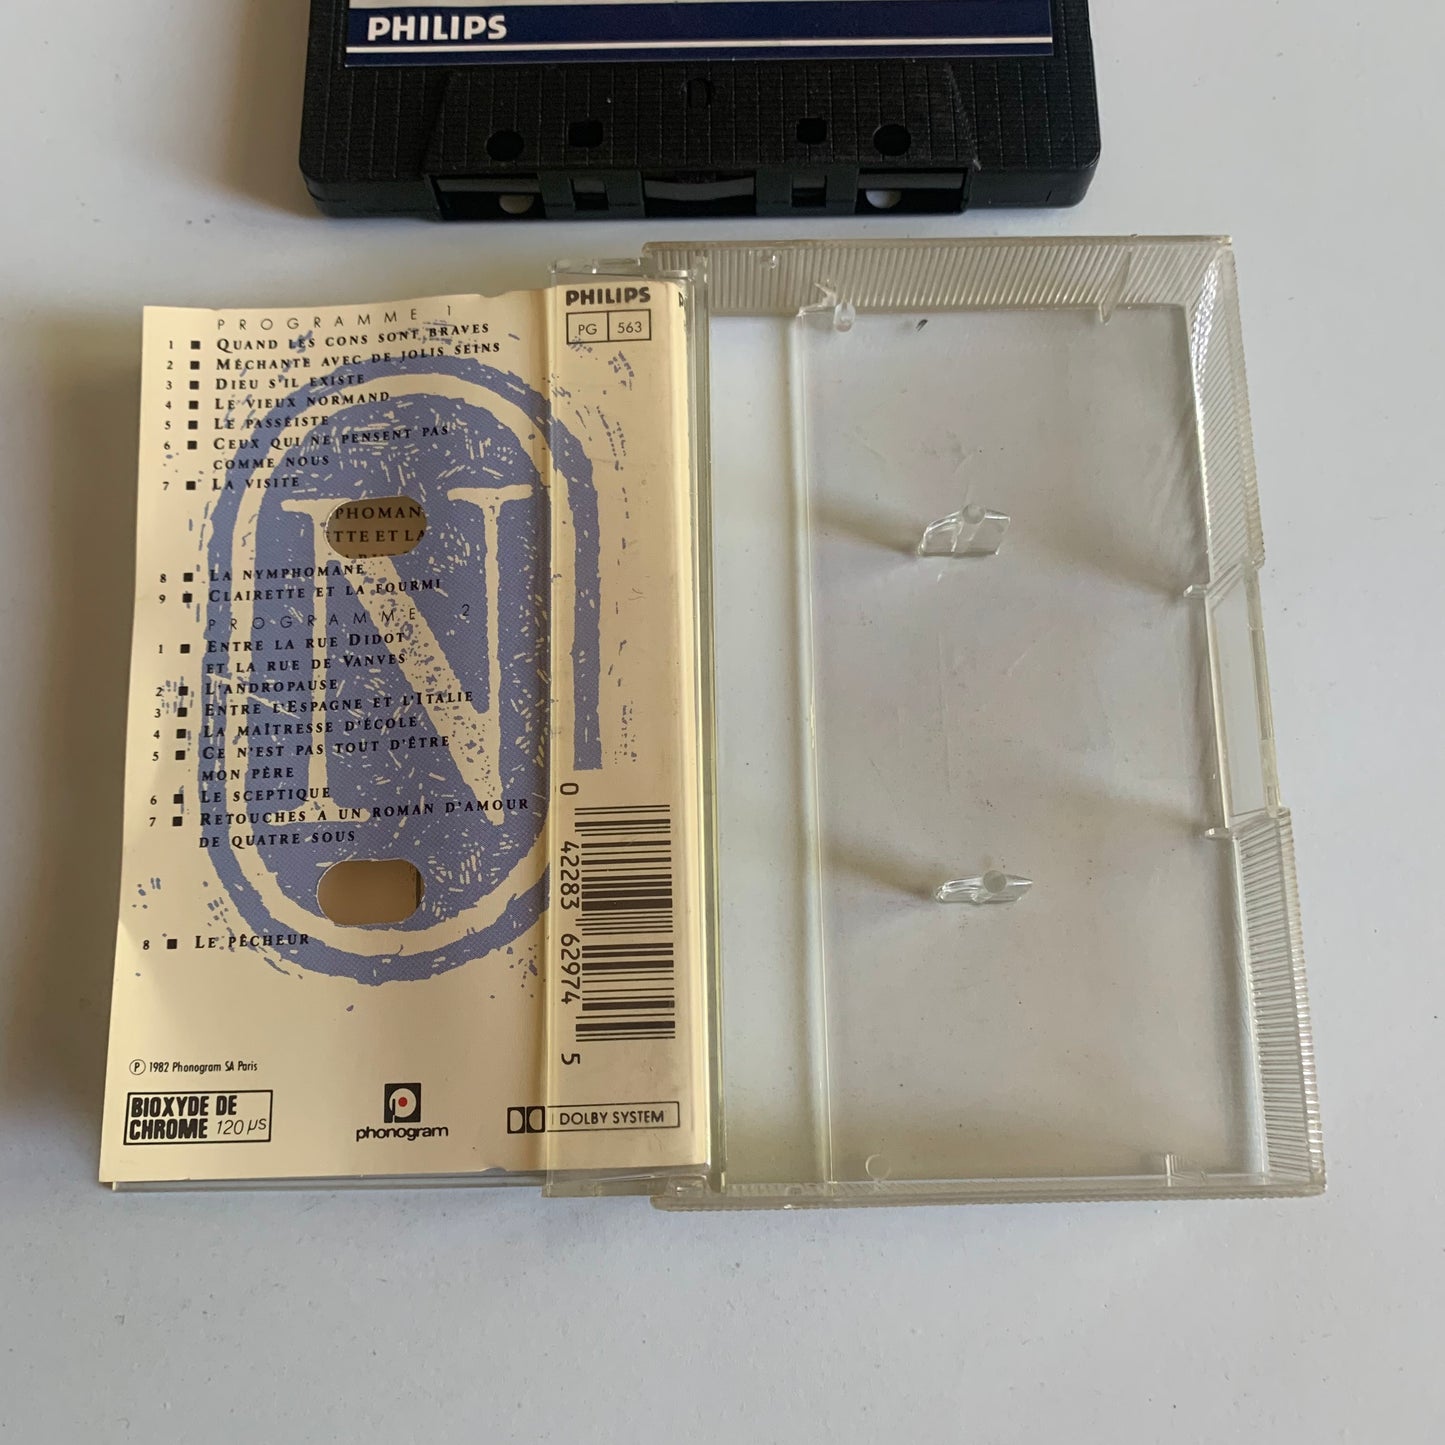 PHILIPS
PROGRAMME 1
1 ■ QUAND LES CONS SONT BRAVES
2 ■ MÉCHANTE AVEC DE JOLIS SEINS
3 ■ DIEU S'IL EXISTE
4 ■ LE VIEUX NORMAND
5 ■ LE PASSÉISTE
6 ■ CEUX QUI NE PENSENT PAS
COMME NOUS
7 ■ LA VISITE
PHOMAN
TTE ET LA
8 ■ LA NYMPHOMANE
9 ■ CLAIRETTE ET LA FOURMI
PROGRAMME 2
1 ■ ENTRE LA RUE DIDOT
ET LA RUE DE VANVES
2 ■ L'ANDROPAUSE
3 ■ ENTRE L'ESPAGNE ET L'ITALIE
4 ■ LA MAÎTRESSE D'ÉCOLE
5 ■ CE N'EST PAS TOUT D'ÊTRE
MON PÈRE
6 ■ LE SCEPTIQUE
7 ■ RETOUCHES A UN ROMAN D'AMOUR
DE QUATRE SOUS
8 ■ LE PÊCHEUR
N
Ⓟ 1982 Phonogram SA Paris
BIOXYDE DE
CHROME 120 µs
phonogram
PHILIPS
PG 563
0 42283 62974 5
DOLBY SYSTEM